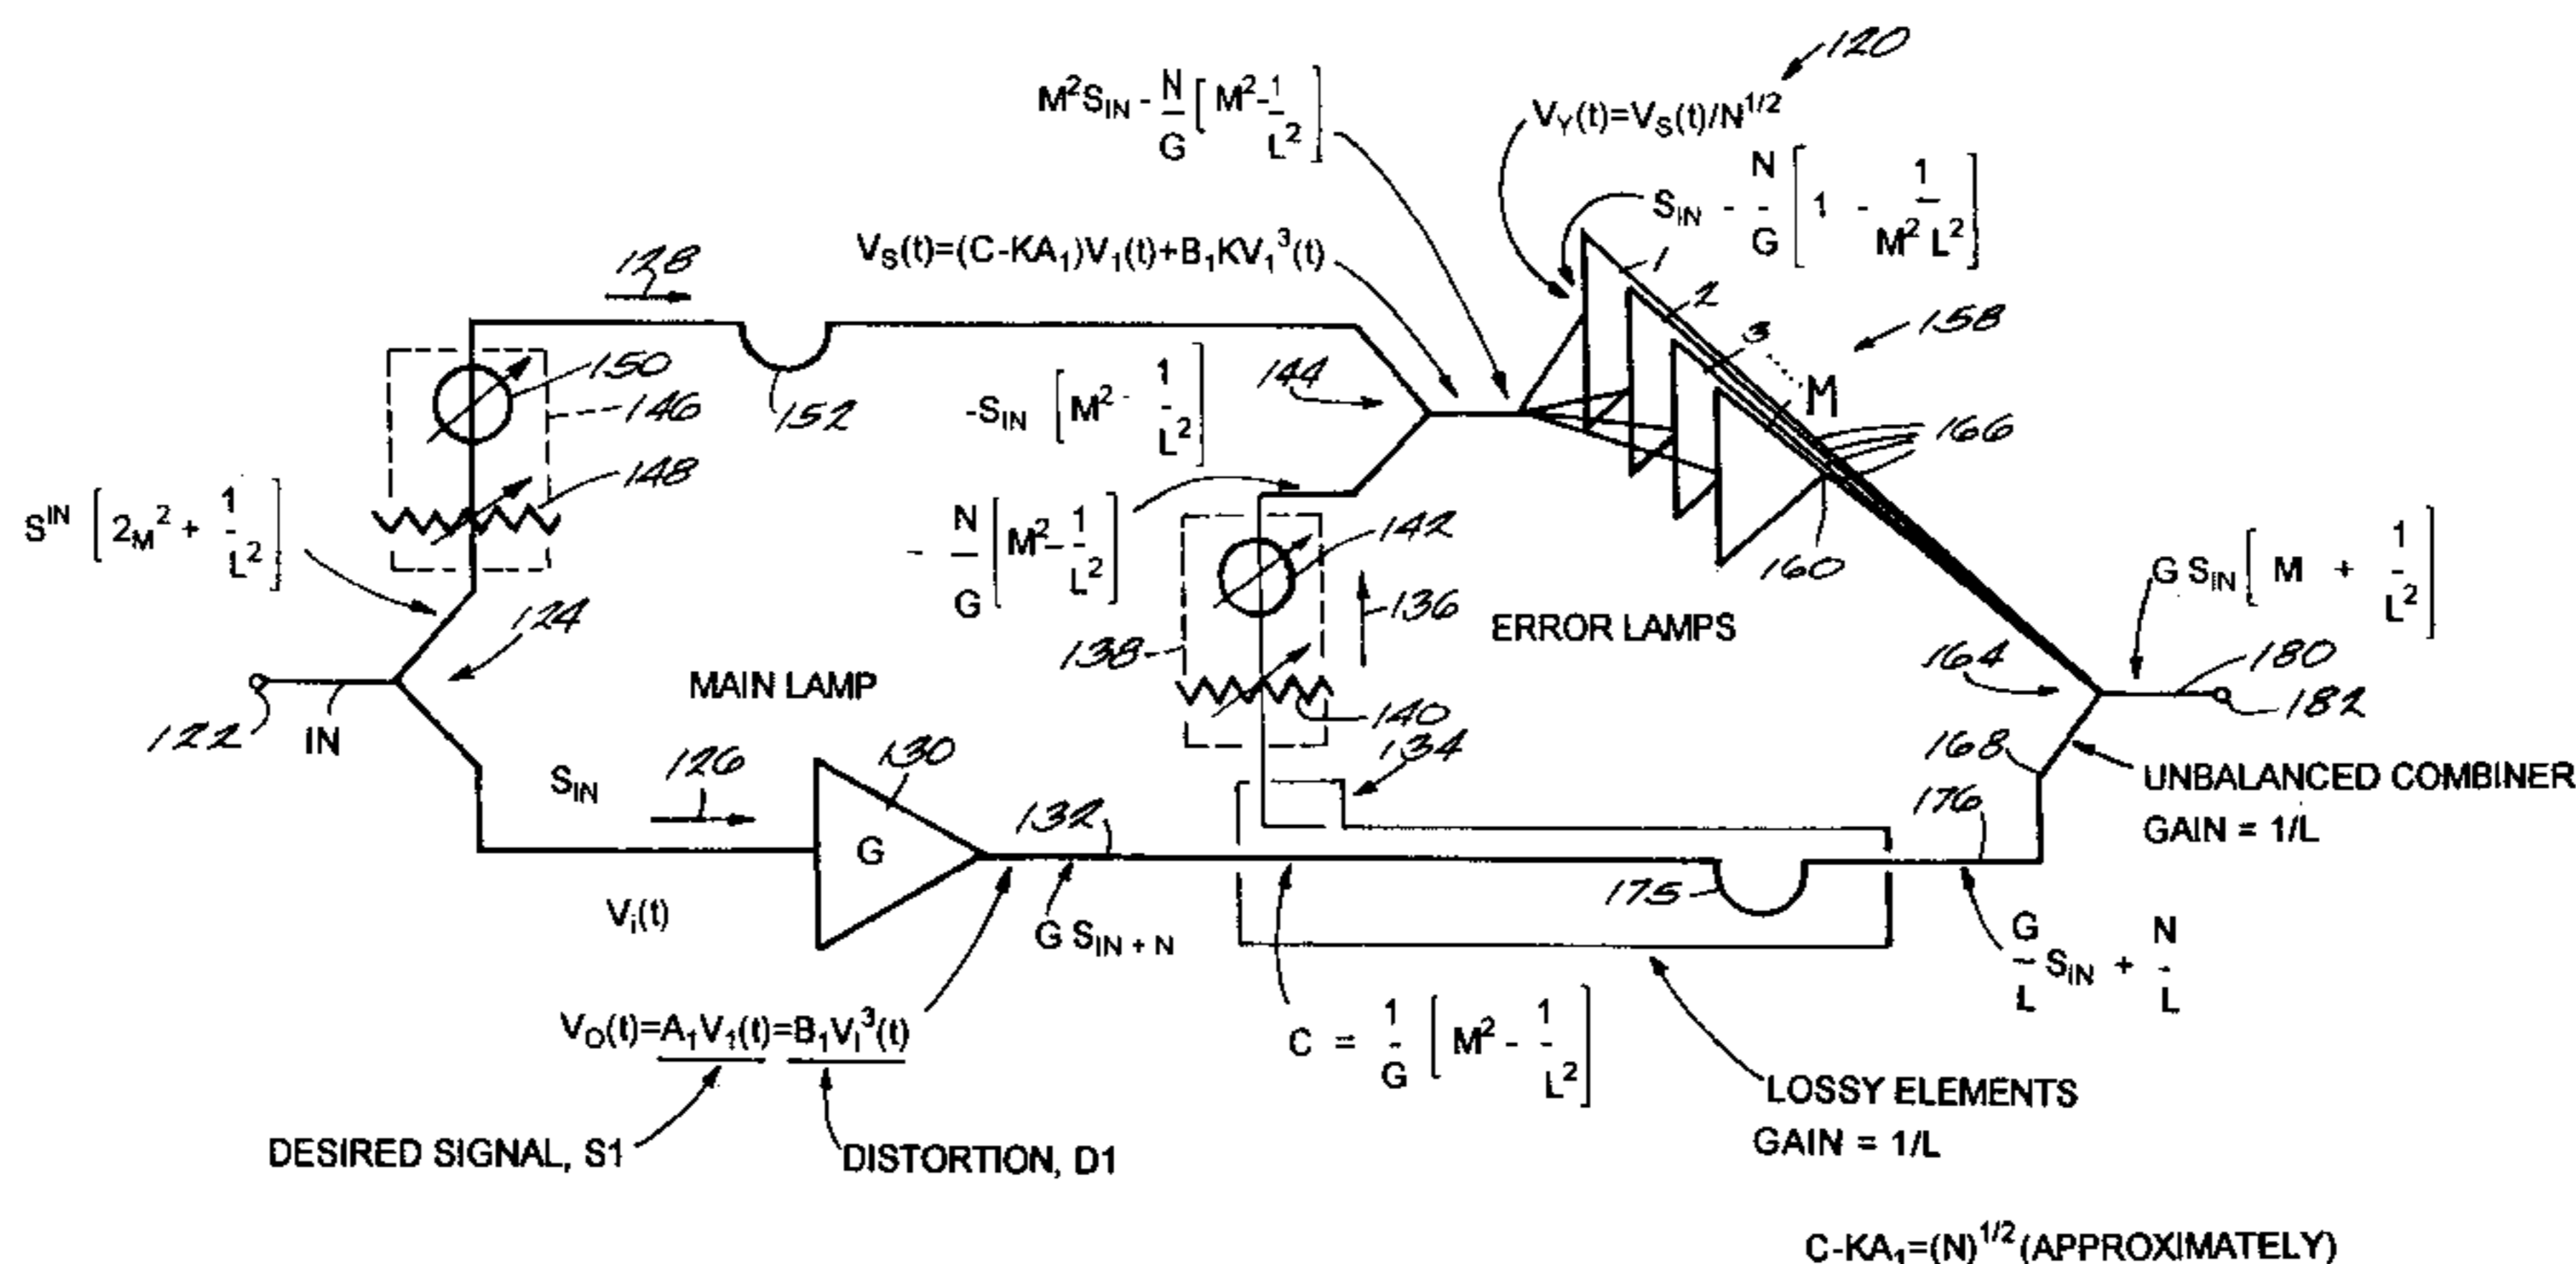 120
M²S_IN - N/G [M² - 1/L²]
V_Y(t)=V_S(t)/N^1/2
S_IN - N/G [1 - 1/M² L²]
128
V_S(t)=(C-KA₁)V₁(t)+B₁KV₁³(t)
1
2
3
M
158
150
146
152
144
-S_IN [M² - 1/L²]
166
148
S^IN [2_M² + 1/L²]
- N/G [M² - 1/L²]
142
160
G S_IN [M + 1/L²]
124
138
136
ERROR LAMPS
164
180
MAIN LAMP
140
182
122
IN
134
168
S_IN
126
130
132
176
UNBALANCED COMBINER
GAIN = 1/L
G
175
V_i(t)
G S_IN + N
G/L S_IN + N/L
V_O(t)=A₁V₁(t)=B₁V_I³(t)
C = 1/G [M² - 1/L²]
LOSSY ELEMENTS
GAIN = 1/L
DESIRED SIGNAL, S1
DISTORTION, D1
C-KA₁=(N)^1/2 (APPROXIMATELY)